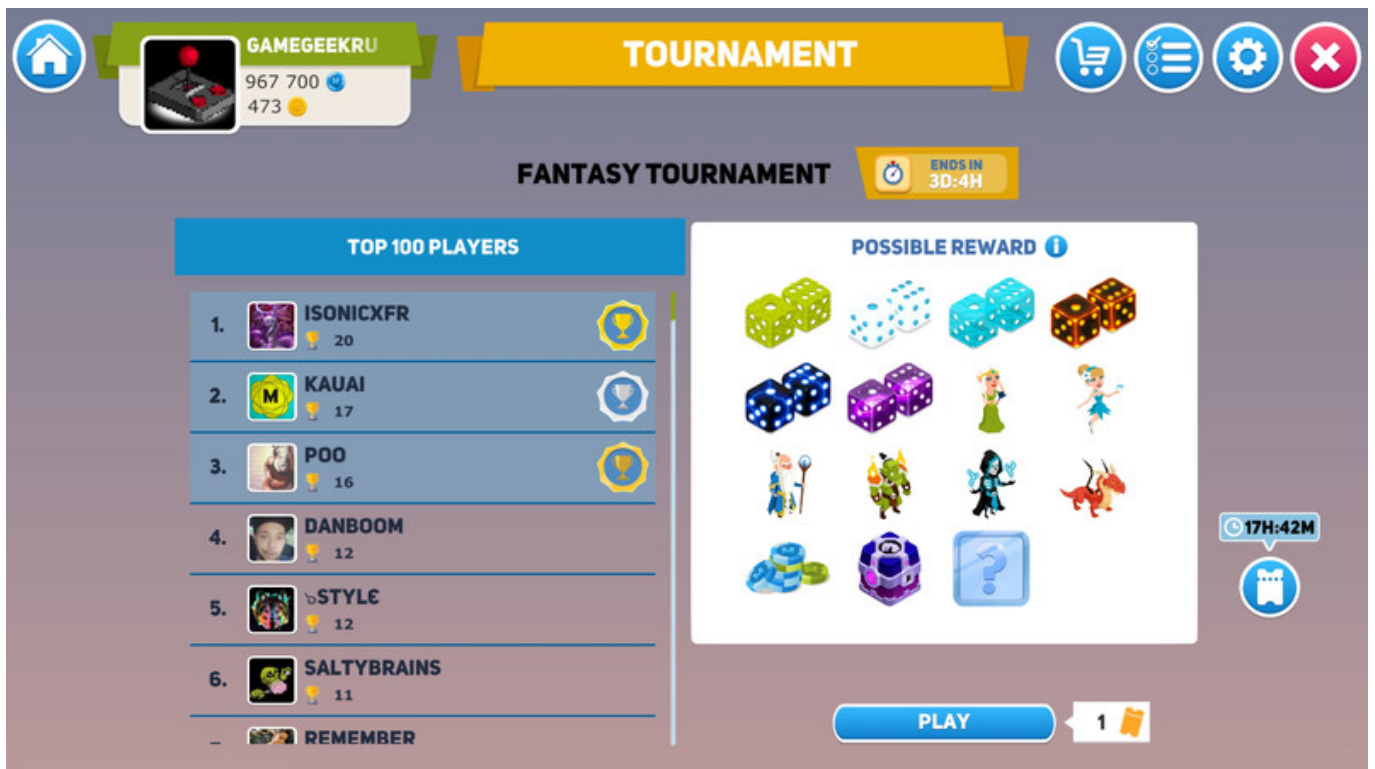 GAMEGEEKRU
967 700
473
TOURNAMENT
FANTASY TOURNAMENT
ENDS IN
3D:4H
TOP 100 PLAYERS
1.
ISONICXFR
20
2.
M
KAUAI
17
3.
POO
16
4.
DANBOOM
12
5.
STYLЄ
12
6.
SALTYBRAINS
11
REMEMBER
POSSIBLE REWARD i
?
17H:42M
PLAY
1